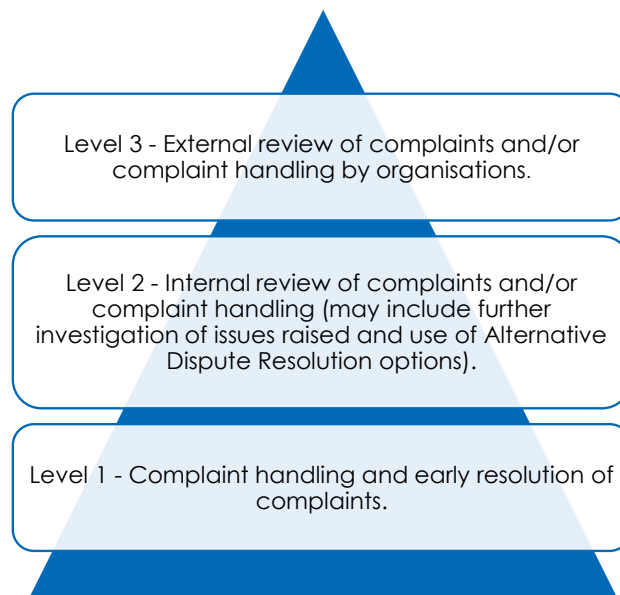 Level 3 - External review of complaints and/or
complaint handling by organisations.
Level 2 - Internal review of complaints and/or
complaint handling (may include further
investigation of issues raised and use of Alternative
Dispute Resolution options).
Level 1 - Complaint handling and early resolution of
complaints.